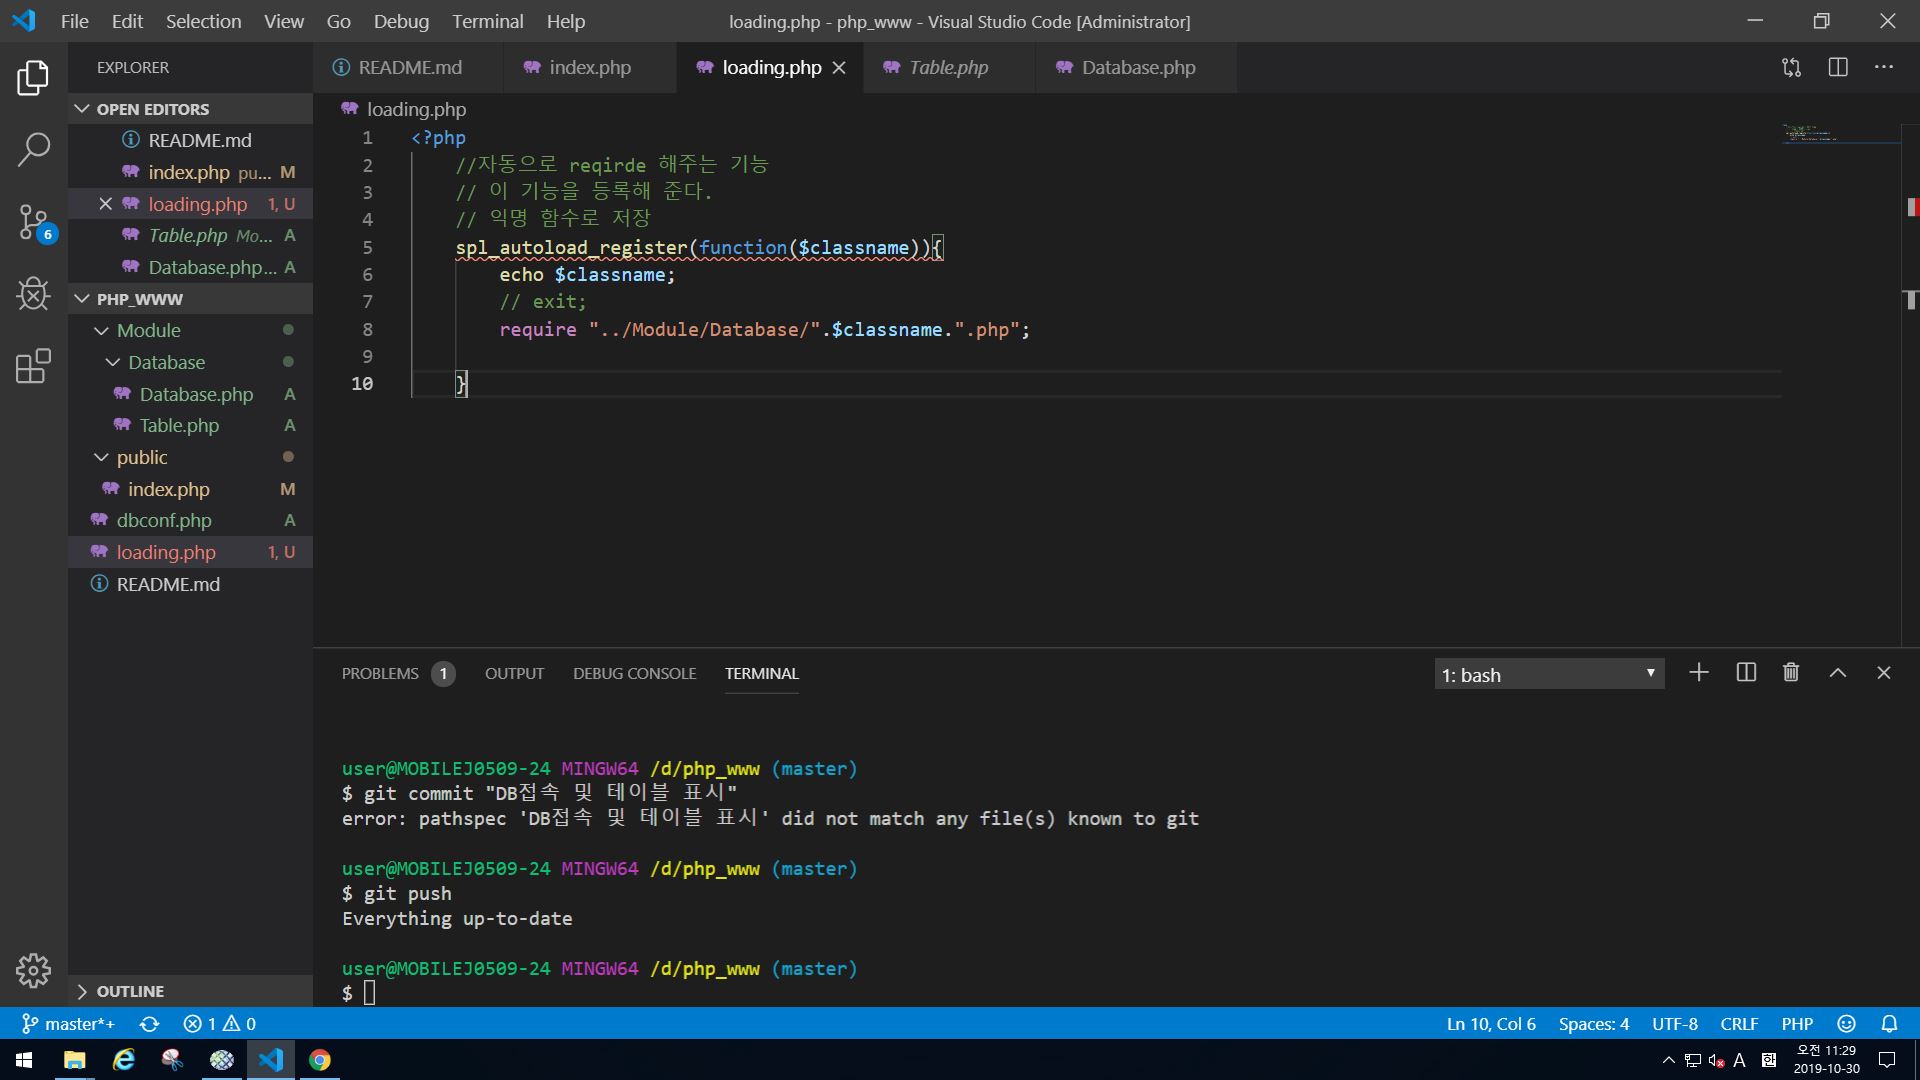 File Edit Selection View Go Debug Terminal Help
loading.php - php_www - Visual Studio Code [Administrator]
EXPLORER
OPEN EDITORS
README.md
index.php pu... M
loading.php 1, U
Table.php Mo... A
Database.php... A
PHP_WWW
Module
Database
Database.php A
Table.php A
public
index.php M
dbconf.php A
loading.php 1, U
README.md
OUTLINE
README.md index.php loading.php Table.php Database.php
loading.php
1 <?php
2 //자동으로 reqirde 해주는 기능
3 // 이 기능을 등록해 준다.
4 // 익명 함수로 저장
5 spl_autoload_register(function($classname)){
6 echo $classname;
7 // exit;
8 require "../Module/Database/".$classname.".php";
9
10 }
PROBLEMS 1 OUTPUT DEBUG CONSOLE TERMINAL
1: bash
user@MOBILEJ0509-24 MINGW64 /d/php_www (master)
$ git commit "DB접속 및 테이블 표시"
error: pathspec 'DB접속 및 테이블 표시' did not match any file(s) known to git
user@MOBILEJ0509-24 MINGW64 /d/php_www (master)
$ git push
Everything up-to-date
user@MOBILEJ0509-24 MINGW64 /d/php_www (master)
$
6
master*+ 1 0
Ln 10, Col 6 Spaces: 4 UTF-8 CRLF PHP
A 한 오전 11:29
2019-10-30